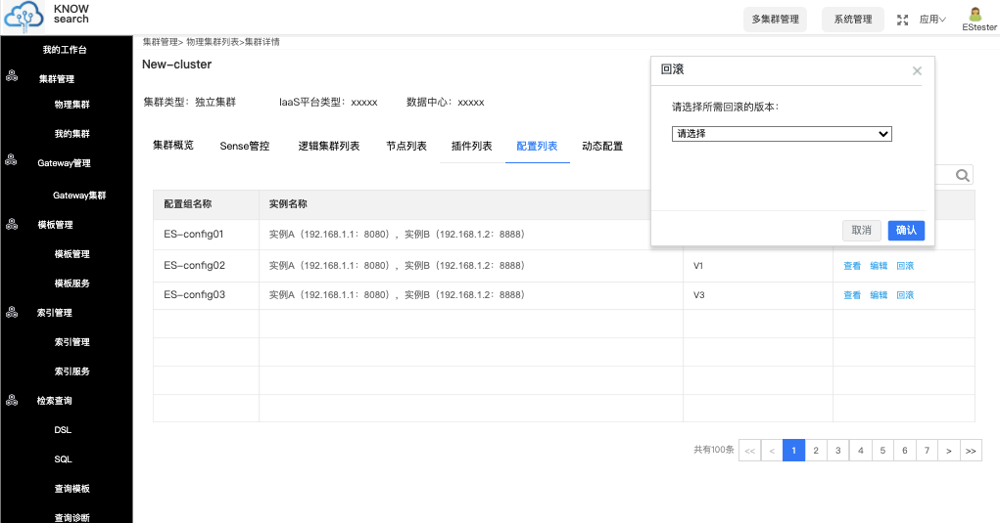 KNOW
search
多集群管理
系统管理
应用
EStester
我的工作台
集群管理
物理集群
我的集群
Gateway管理
Gateway集群
模板管理
模板管理
模板服务
索引管理
索引管理
索引服务
检索查询
DSL
SQL
查询模板
查询诊断
集群管理> 物理集群列表>集群详情
New-cluster
集群类型：独立集群 IaaS平台类型：xxxxx 数据中心：xxxxx
集群概览 Sense管控 逻辑集群列表 节点列表 插件列表 配置列表 动态配置
配置组名称 实例名称
ES-config01 实例A（192.168.1.1：8080），实例B（192.168.1.2：8888）
ES-config02 实例A（192.168.1.1：8080），实例B（192.168.1.2：8888） V1 查看 编辑 回滚
ES-config03 实例A（192.168.1.1：8080），实例B（192.168.1.2：8888） V3 查看 编辑 回滚
共有100条 << < 1 2 3 4 5 6 7 > >>
回滚
请选择所需回滚的版本：
请选择
取消 确认